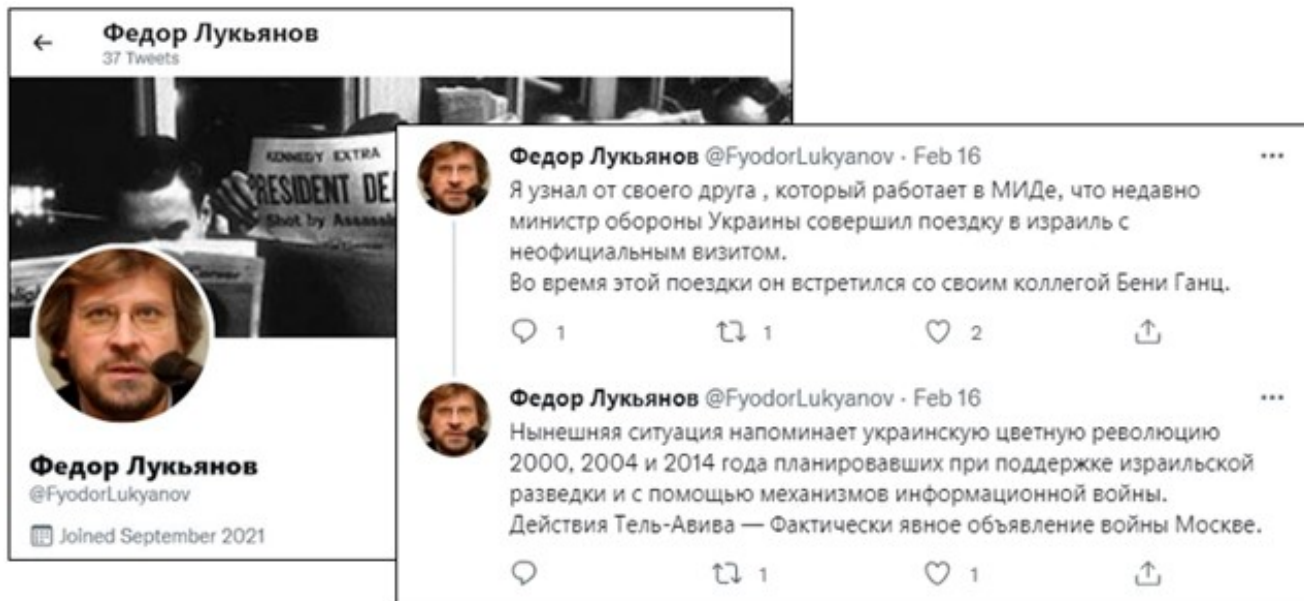 Федор Лукьянов
37 Tweets
KENNEDY EXTRA
PRESIDENT DE
Shot by Assass
Федор Лукьянов
@FyodorLukyanov
Joined September 2021
Федор Лукьянов @FyodorLukyanov · Feb 16
Я узнал от своего друга , который работает в МИДе, что недавно
министр обороны Украины совершил поездку в израиль с
неофициальным визитом.
Во время этой поездки он встретился со своим коллегой Бени Ганц.
1 1 2
Федор Лукьянов @FyodorLukyanov · Feb 16
Нынешняя ситуация напоминает украинскую цветную революцию
2000, 2004 и 2014 года планировавших при поддержке израильской
разведки и с помощью механизмов информационной войны.
Действия Тель-Авива — Фактически явное объявление войны Москве.
1 1